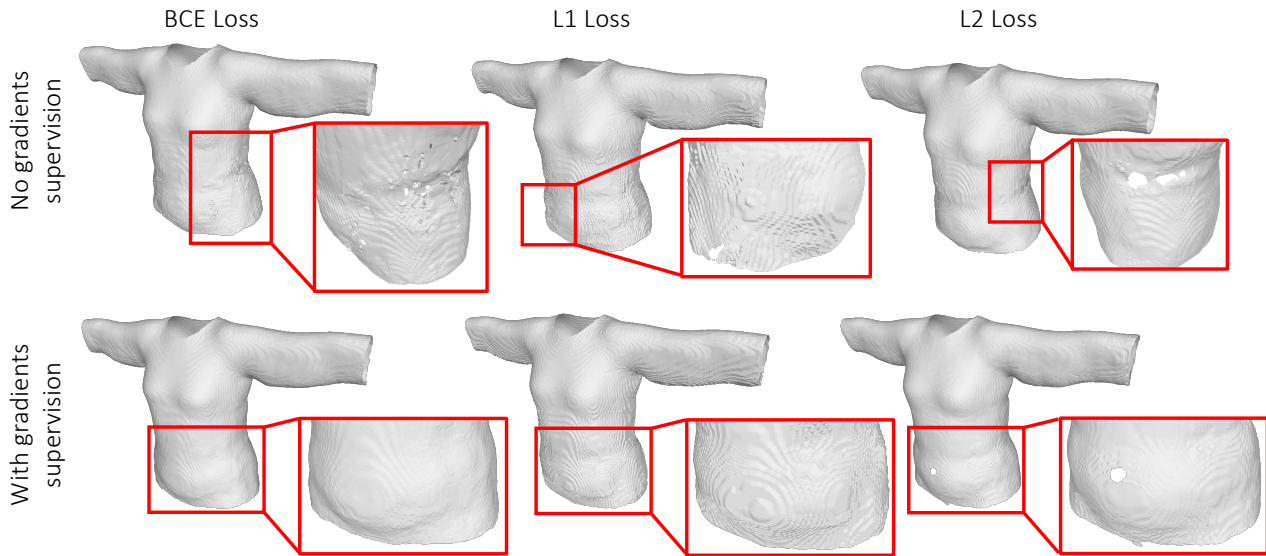 BCE Loss
L1 Loss
L2 Loss
No gradients
supervision
With gradients
supervision